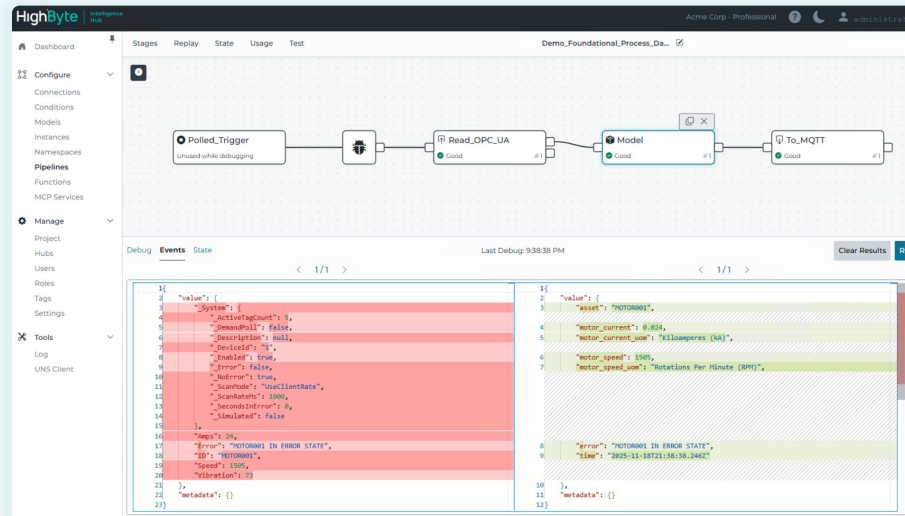 HighByte Intelligence Hub
Acme Corp - Professional
Dashboard
Configure
Connections
Conditions
Models
Instances
Namespaces
Pipelines
Functions
MCP Services
Manage
Project
Hubs
Users
Roles
Tags
Settings
Tools
Log
UNS Client
Stages Replay State Usage Test
Demo_Foundational_Process_Da...
Polled_Trigger
Unused while debugging
Read_OPC_UA
Good #1
Model
Good #1
To_MQTT
Good #1
Debug Events State
Last Debug: 9:38:38 PM
Clear Results
1/1
1/1
1 {
2 "value": {
3 "_System": {
4 "_ActiveTagCount": 5,
5 "_DemandPoll": false,
6 "_Description": null,
7 "_DeviceId": "1",
8 "_Enabled": true,
9 "_Error": false,
10 "_NoError": true,
11 "_ScanMode": "UseClientRate",
12 "_ScanRateMs": 1000,
13 "_SecondsInError": 0,
14 "_Simulated": false
15 },
16 "Amps": 24,
17 "Error": "MOTOR001 IN ERROR STATE",
18 "ID": "MOTOR001",
19 "Speed": 1505,
20 "Vibration": 73
21 },
22 "metadata": {}
23 }
1 {
2 "value": {
3 "asset": "MOTOR001",
4 "motor_current": 0.024,
5 "motor_current_uom": "Kiloamperes (kA)",
6 "motor_speed": 1505,
7 "motor_speed_uom": "Rotations Per Minute (RPM)",
8 "error": "MOTOR001 IN ERROR STATE",
9 "time": "2025-11-18T21:38:38.246Z"
10 },
11 "metadata": {}
12 }